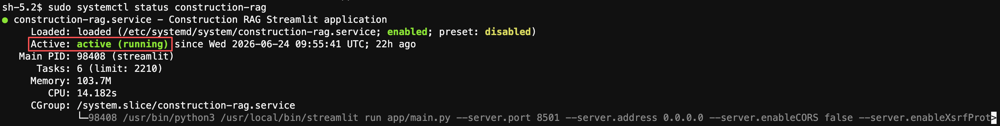 sh-5.2$ sudo systemctl status construction-rag
● construction-rag.service - Construction RAG Streamlit application
Loaded: loaded (/etc/systemd/system/construction-rag.service; enabled; preset: disabled)
Active: active (running) since Wed 2026-06-24 09:55:41 UTC; 22h ago
Main PID: 98408 (streamlit)
Tasks: 6 (limit: 2210)
Memory: 103.7M
CPU: 14.182s
CGroup: /system.slice/construction-rag.service
└─98408 /usr/bin/python3 /usr/local/bin/streamlit run app/main.py --server.port 8501 --server.address 0.0.0.0 --server.enableCORS false --server.enableXsrfProt>